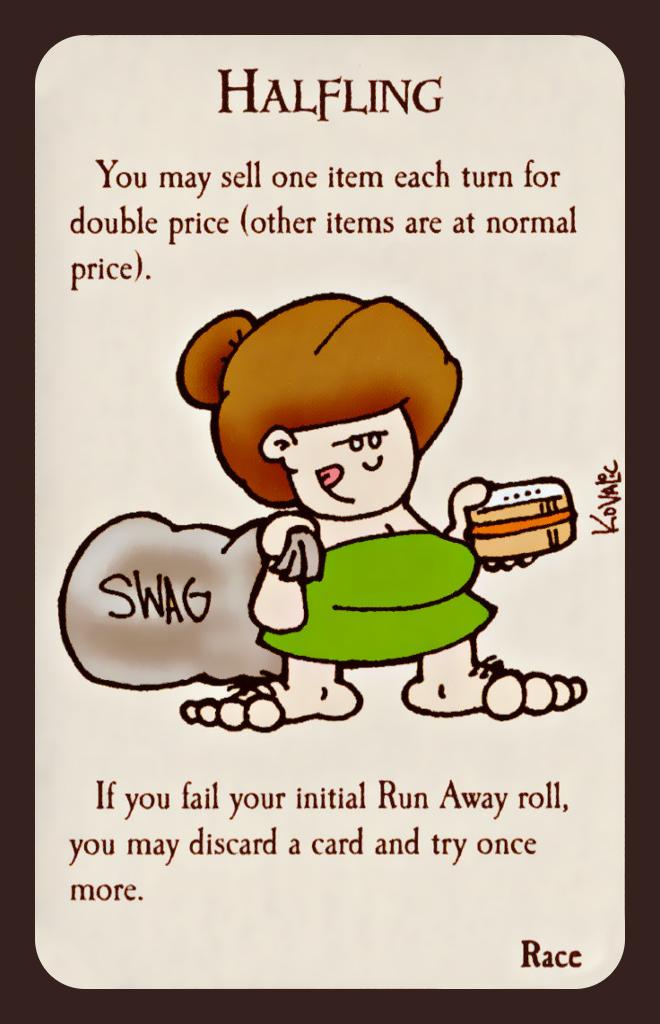 HALFLING
You may sell one item each turn for
double price (other items are at normal
price).
KOVALIC
SWAG
If you fail your initial Run Away roll,
you may discard a card and try once
more.
Race